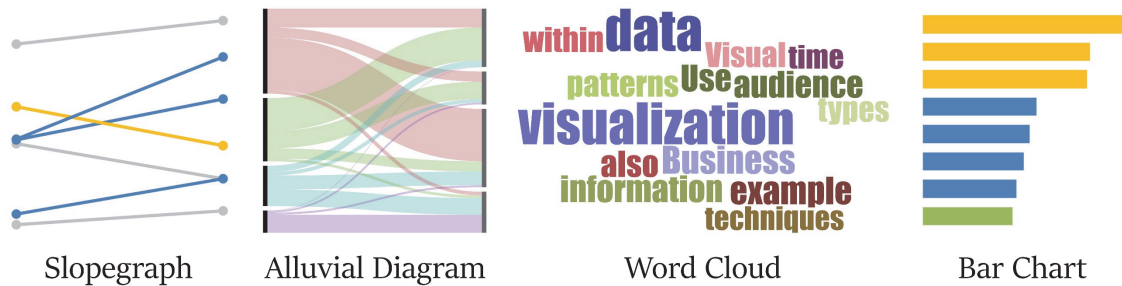 within data
Visual time
patterns Use audience
types
visualization
also Business
information example
techniques
Slopegraph Alluvial Diagram Word Cloud Bar Chart